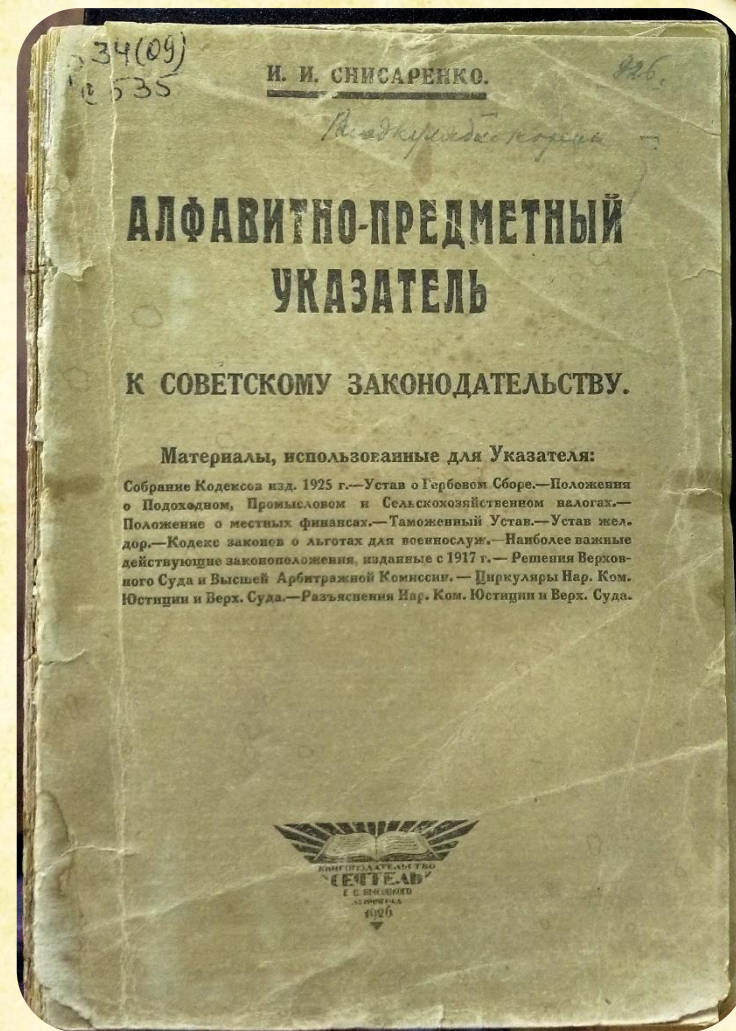 34(09)
С 535
926.
И. И. СНИСАРЕНКО.
АЛФАВИТНО-ПРЕДМЕТНЫЙ
УКАЗАТЕЛЬ
К СОВЕТСКОМУ ЗАКОНОДАТЕЛЬСТВУ.
Материалы, использованные для Указателя:
Собрание Кодексов изд. 1925 г.—Устав о Гербовом Сборе.—Положения
о Подоходном, Промысловом и Сельскохозяйственном налогах.—
Положение о местных финансах.—Таможенный Устав.—Устав жел.
дор.—Кодекс законов о льготах для военнослуж.—Наиболее важные
действующие законоположения, изданные с 1917 г.—Решения Верхов-
ного Суда и Высшей Арбитражной Комиссии.—Циркуляры Нар. Ком.
Юстиции и Верх. Суда.—Разъяснения Нар. Ком. Юстиции и Верх. Суда.
КНИГОИЗДАТЕЛЬСТВО
"СЕЯТЕЛЬ"
Е. В. ВЫСОЦКОГО
ЛЕНИНГРАД
1926